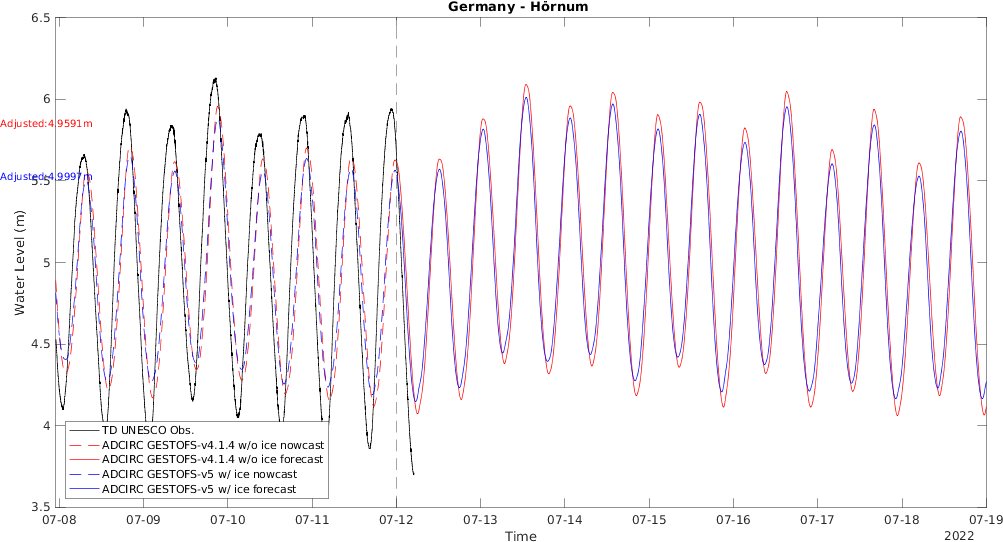 Germany - Hörnum
6.5
6
Adjusted:4.9591m
5.5
Adjusted:4.9997m
5
4.5
4
3.5
Water Level (m)
TD UNESCO Obs.
ADCIRC GESTOFS-v4.1.4 w/o ice nowcast
ADCIRC GESTOFS-v4.1.4 w/o ice forecast
ADCIRC GESTOFS-v5 w/ ice nowcast
ADCIRC GESTOFS-v5 w/ ice forecast
07-08 07-09 07-10 07-11 07-12 07-13 07-14 07-15 07-16 07-17 07-18 07-19
Time
2022